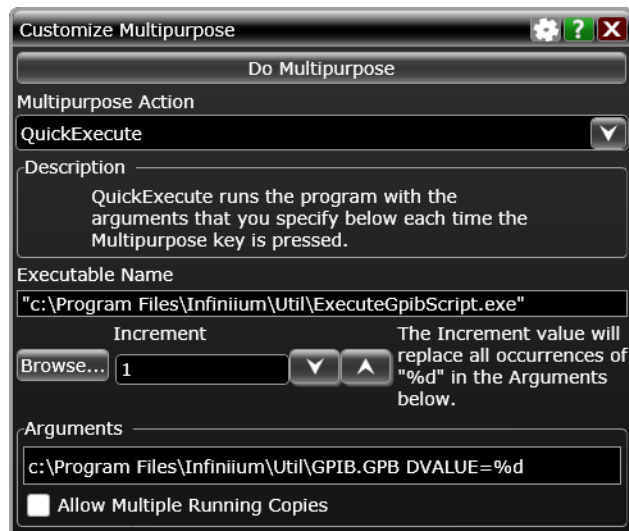 Customize Multipurpose
?
X
Do Multipurpose
Multipurpose Action
QuickExecute
Description
QuickExecute runs the program with the
arguments that you specify below each time the
Multipurpose key is pressed.
Executable Name
"c:\Program Files\Infiniium\Util\ExecuteGpibScript.exe"
Increment
Browse...
1
The Increment value will
replace all occurrences of
"%d" in the Arguments
below.
Arguments
c:\Program Files\Infiniium\Util\GPIB.GPB DVALUE=%d
Allow Multiple Running Copies